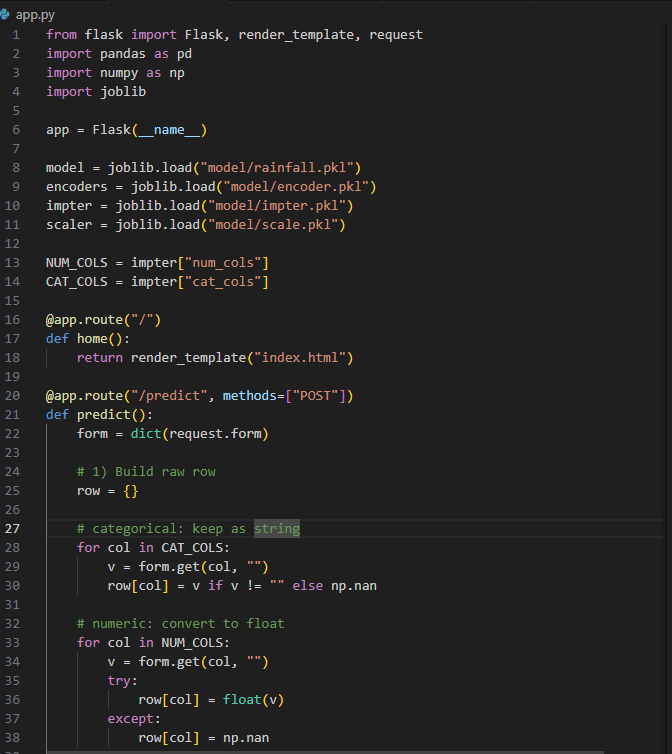 app.py
1 from flask import Flask, render_template, request
2 import pandas as pd
3 import numpy as np
4 import joblib
5
6 app = Flask(__name__)
7
8 model = joblib.load("model/rainfall.pkl")
9 encoders = joblib.load("model/encoder.pkl")
10 impter = joblib.load("model/impter.pkl")
11 scaler = joblib.load("model/scale.pkl")
12
13 NUM_COLS = impter["num_cols"]
14 CAT_COLS = impter["cat_cols"]
15
16 @app.route("/")
17 def home():
18     return render_template("index.html")
19
20 @app.route("/predict", methods=["POST"])
21 def predict():
22     form = dict(request.form)
23
24     # 1) Build raw row
25     row = {}
26
27     # categorical: keep as string
28     for col in CAT_COLS:
29         v = form.get(col, "")
30         row[col] = v if v != "" else np.nan
31
32     # numeric: convert to float
33     for col in NUM_COLS:
34         v = form.get(col, "")
35         try:
36             row[col] = float(v)
37         except:
38             row[col] = np.nan